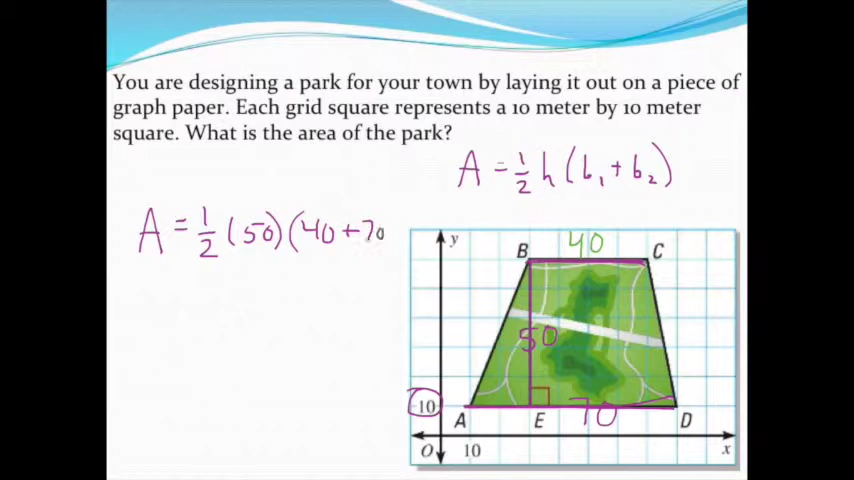 You are designing a park for your town by laying it out on a piece of
graph paper. Each grid square represents a 10 meter by 10 meter
square. What is the area of the park?
A = 1/2 h (b₁ + b₂)
A = 1/2 (50)(40+70
y
B
40
C
50
10
A
E
70
D
O
10
x